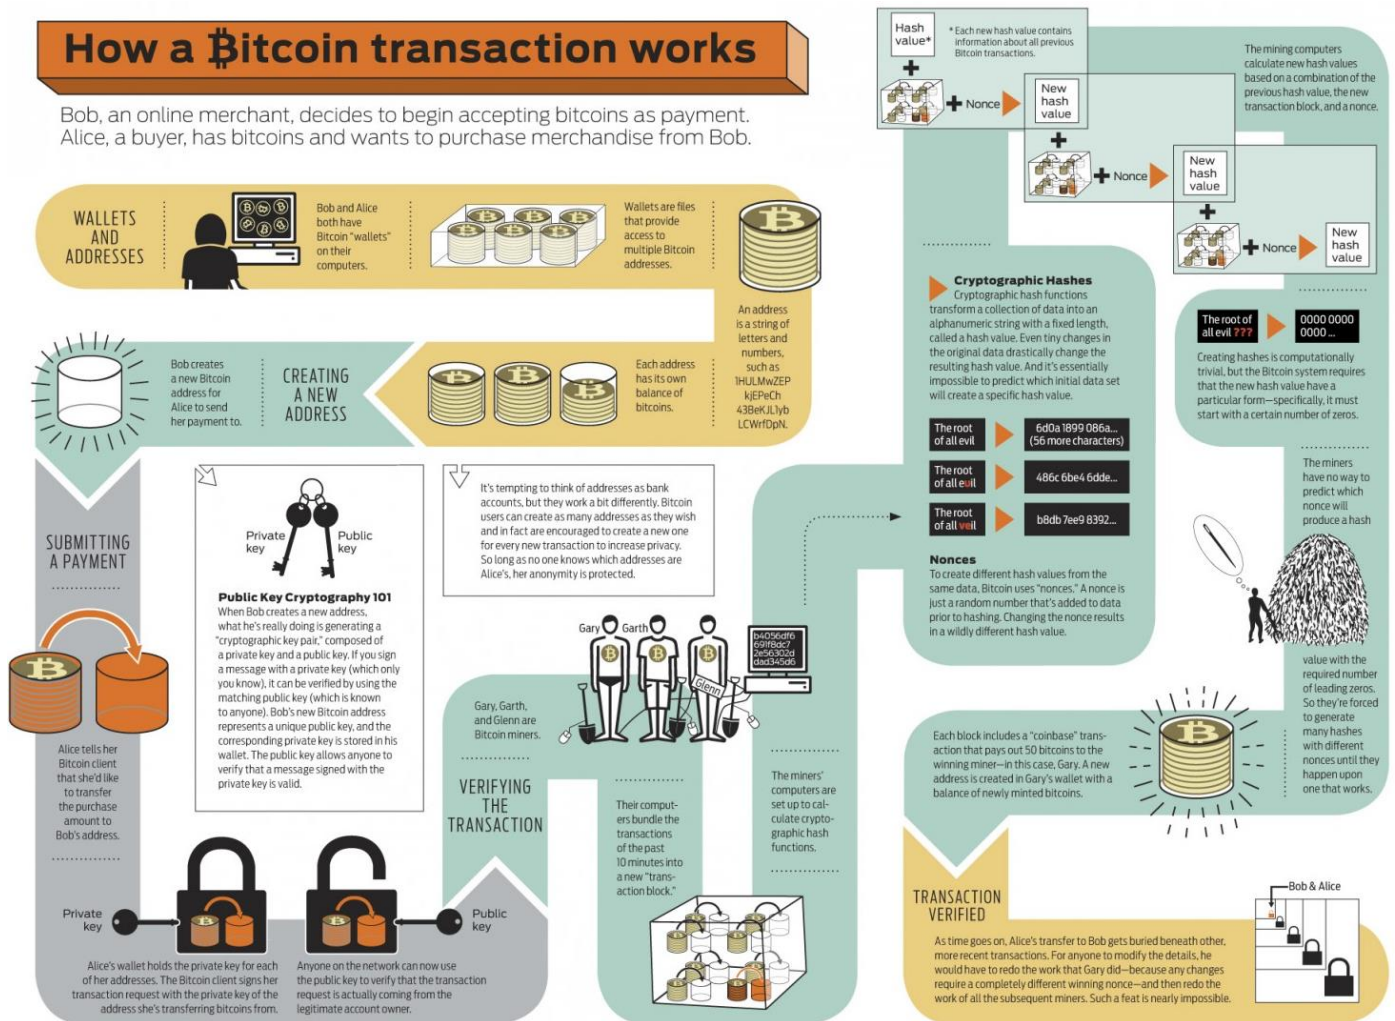 How a Bitcoin transaction works
Bob, an online merchant, decides to begin accepting bitcoins as payment.
Alice, a buyer, has bitcoins and wants to purchase merchandise from Bob.
WALLETS
AND
ADDRESSES
Bob and Alice
both have
Bitcoin "wallets"
on their
computers.
Wallets are files
that provide
access to
multiple Bitcoin
addresses.
An address
is a string of
letters and
numbers,
such as
1HULMwZEP
kjEPeCh
43BeKJL1yb
LCWrfDpN.
Each address
has its own
balance of
bitcoins.
CREATING
A NEW
ADDRESS
Bob creates
a new Bitcoin
address for
Alice to send
her payment to.
Private
key
Public
key
Public Key Cryptography 101
When Bob creates a new address,
what he's really doing is generating a
"cryptographic key pair," composed of
a private key and a public key. If you sign
a message with a private key (which only
you know), it can be verified by using the
matching public key (which is known
to anyone). Bob's new Bitcoin address
represents a unique public key, and the
corresponding private key is stored in his
wallet. The public key allows anyone to
verify that a message signed with the
private key is valid.
It's tempting to think of addresses as bank
accounts, but they work a bit differently. Bitcoin
users can create as many addresses as they wish
and in fact are encouraged to create a new one
for every new transaction to increase privacy.
So long as no one knows which addresses are
Alice's, her anonymity is protected.
SUBMITTING
A PAYMENT
Alice tells her
Bitcoin client
that she'd like
to transfer
the purchase
amount to
Bob's address.
Private
key
Public
key
Alice's wallet holds the private key for each
of her addresses. The Bitcoin client signs her
transaction request with the private key of the
address she's transferring bitcoins from.
Anyone on the network can now use
the public key to verify that the transaction
request is actually coming from the
legitimate account owner.
VERIFYING
THE
TRANSACTION
Gary, Garth,
and Glenn are
Bitcoin miners.
Gary
Garth
Glenn
b4056df6
691f8dc7
2e56302d
dad345d6
Their comput-
ers bundle the
transactions
of the past
10 minutes into
a new "trans-
action block."
The miners'
computers are
set up to cal-
culate crypto-
graphic hash
functions.
Cryptographic Hashes
Cryptographic hash functions
transform a collection of data into an
alphanumeric string with a fixed length,
called a hash value. Even tiny changes in
the original data drastically change the
resulting hash value. And it's essentially
impossible to predict which initial data set
will create a specific hash value.
The root
of all evil
6d0a 1899 086a...
(56 more characters)
The root
of all euil
486c 6be4 6dde...
The root
of all veil
b8db 7ee9 8392...
Nonces
To create different hash values from the
same data, Bitcoin uses "nonces." A nonce is
just a random number that's added to data
prior to hashing. Changing the nonce results
in a wildly different hash value.
Hash
value*
* Each new hash value contains
information about all previous
Bitcoin transactions.
+
+ Nonce
New
hash
value
+
+ Nonce
New
hash
value
+
+ Nonce
New
hash
value
The mining computers
calculate new hash values
based on a combination of the
previous hash value, the new
transaction block, and a nonce.
The root of
all evil ???
0000 0000
0000 ...
Creating hashes is computationally
trivial, but the Bitcoin system requires
that the new hash value have a
particular form—specifically, it must
start with a certain number of zeros.
The miners
have no way to
predict which
nonce will
produce a hash
value with the
required number
of leading zeros.
So they're forced
to generate
many hashes
with different
nonces until they
happen upon
one that works.
Each block includes a "coinbase" trans-
action that pays out 50 bitcoins to the
winning miner—in this case, Gary. A new
address is created in Gary's wallet with a
balance of newly minted bitcoins.
TRANSACTION
VERIFIED
Bob & Alice
As time goes on, Alice's transfer to Bob gets buried beneath other,
more recent transactions. For anyone to modify the details, he
would have to redo the work that Gary did—because any changes
require a completely different winning nonce—and then redo the
work of all the subsequent miners. Such a feat is nearly impossible.